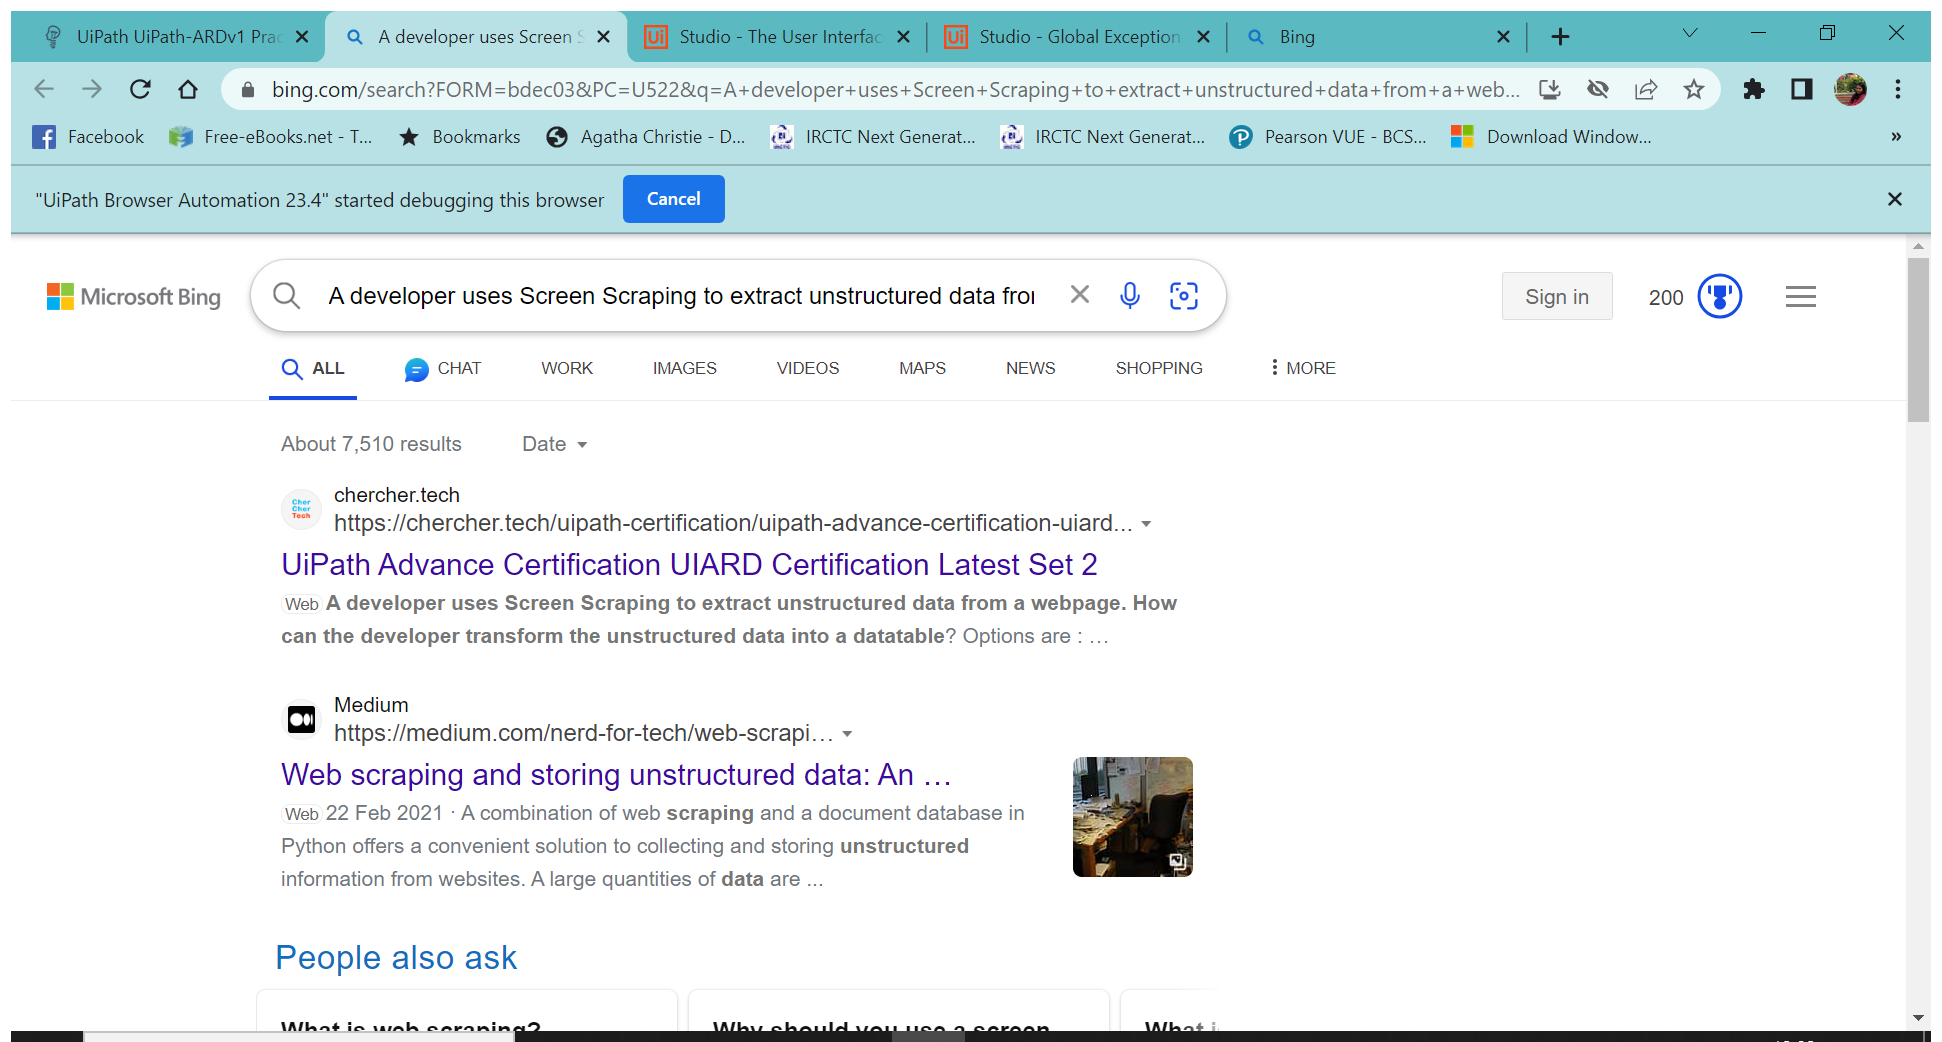 UiPath UiPath-ARDv1 Prac
A developer uses Screen S
Studio - The User Interfac
Studio - Global Exception
Bing
bing.com/search?FORM=bdec03&PC=U522&q=A+developer+uses+Screen+Scraping+to+extract+unstructured+data+from+a+web...
Facebook
Free-eBooks.net - T...
Bookmarks
Agatha Christie - D...
IRCTC Next Generat...
IRCTC Next Generat...
Pearson VUE - BCS...
Download Window...
»
"UiPath Browser Automation 23.4" started debugging this browser
Cancel
Microsoft Bing
A developer uses Screen Scraping to extract unstructured data from
Sign in
200
ALL
CHAT
WORK
IMAGES
VIDEOS
MAPS
NEWS
SHOPPING
MORE
About 7,510 results
Date
Cher
Cher
Tech
chercher.tech
https://chercher.tech/uipath-certification/uipath-advance-certification-uiard...
UiPath Advance Certification UIARD Certification Latest Set 2
Web A developer uses Screen Scraping to extract unstructured data from a webpage. How
can the developer transform the unstructured data into a datatable? Options are : …
Medium
https://medium.com/nerd-for-tech/web-scrapi…
Web scraping and storing unstructured data: An …
Web 22 Feb 2021 · A combination of web scraping and a document database in
Python offers a convenient solution to collecting and storing unstructured
information from websites. A large quantities of data are ...
People also ask
What is web scraping?
Why should you use a screen
What i